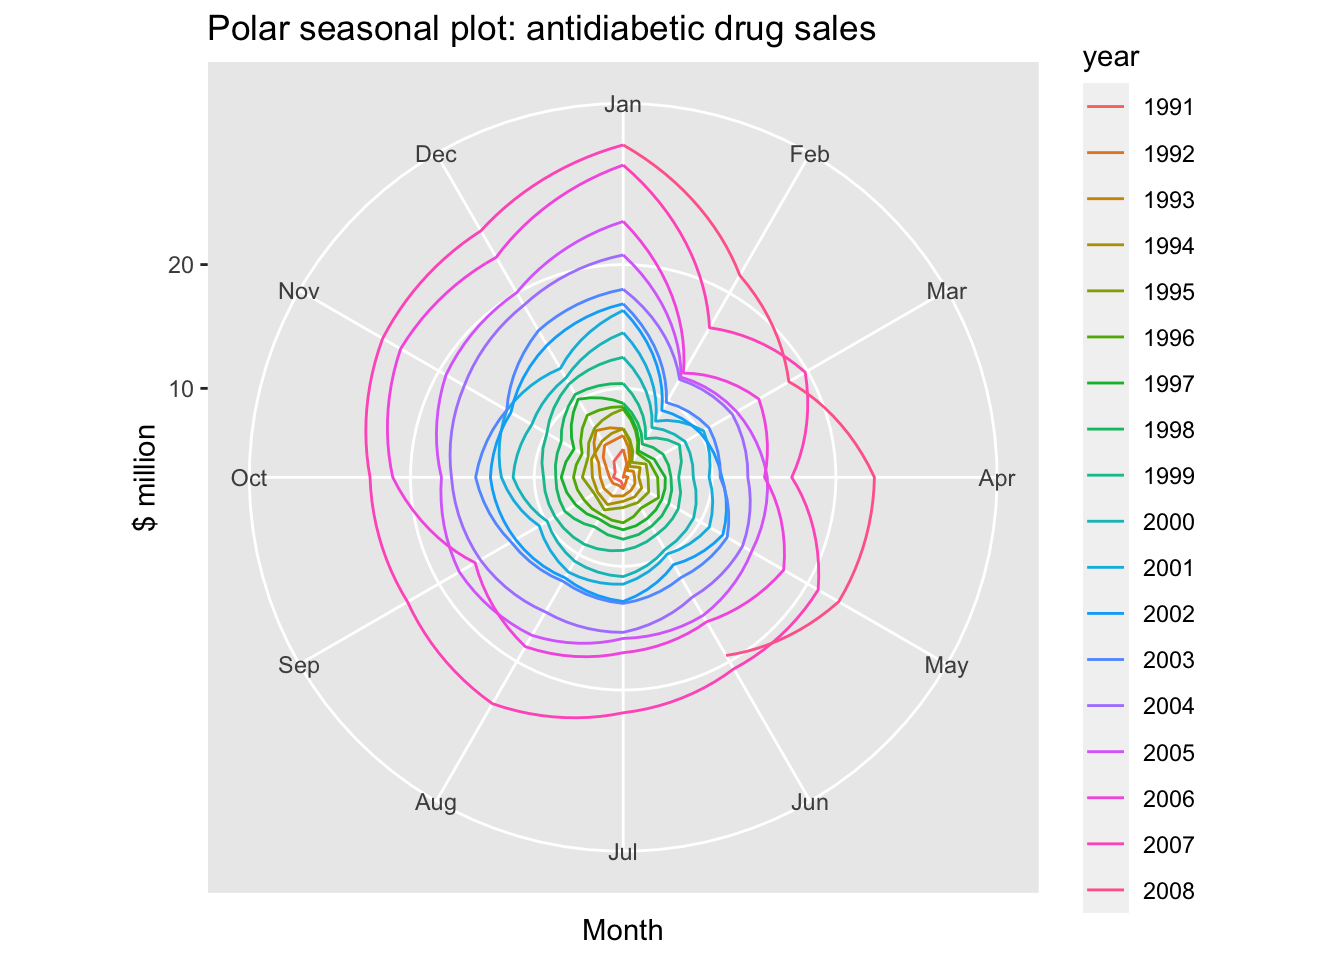 Polar seasonal plot: antidiabetic drug sales
Jan
Feb
Mar
Apr
May
Jun
Jul
Aug
Sep
Oct
Nov
Dec
20
10
$ million
Month
year
1991
1992
1993
1994
1995
1996
1997
1998
1999
2000
2001
2002
2003
2004
2005
2006
2007
2008